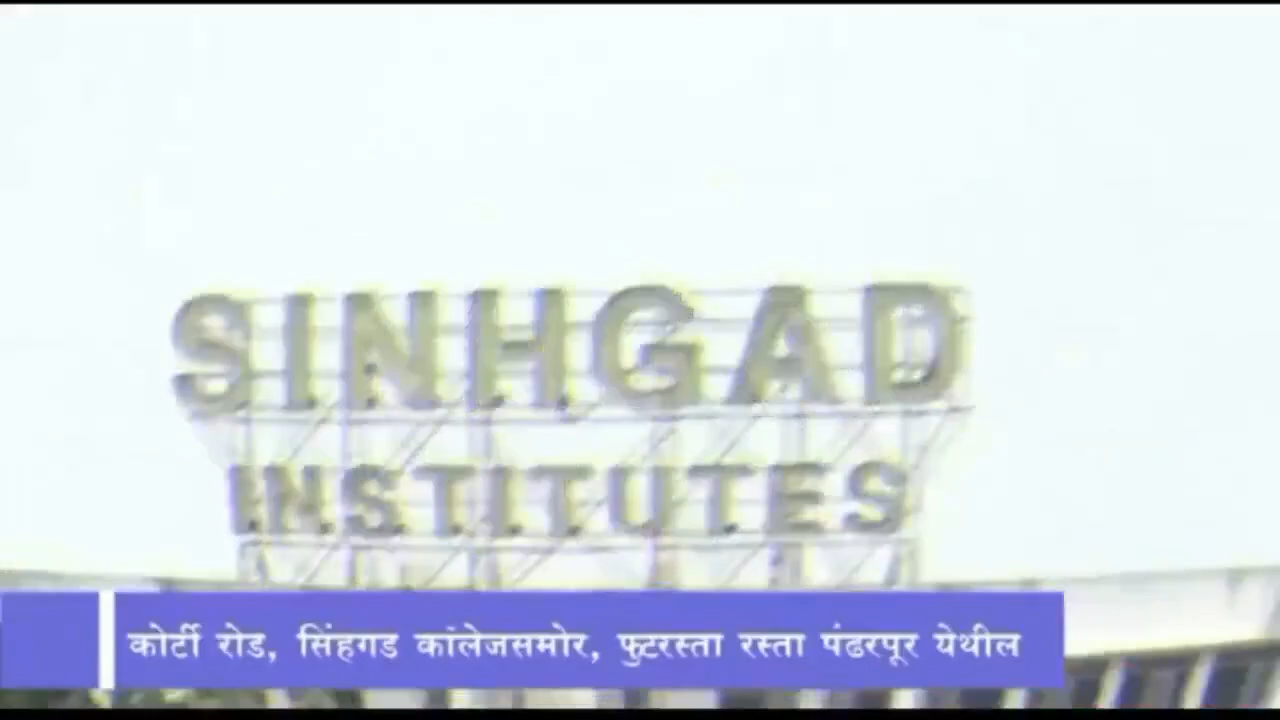 SINHGAD
INSTITUTES
कोर्टी रोड, सिंहगड कॉलेजसमोर, फुटरस्ता रस्ता पंढरपूर येथील